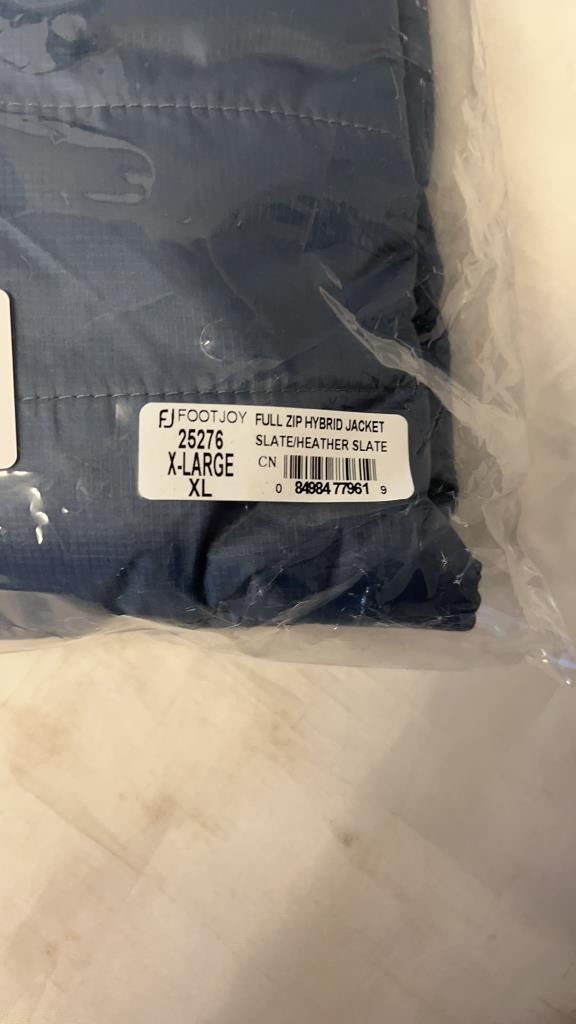 FJ FOOTJOY
25276
X-LARGE
XL
FULL ZIP HYBRID JACKET
SLATE/HEATHER SLATE
CN
0 84984 77961 9